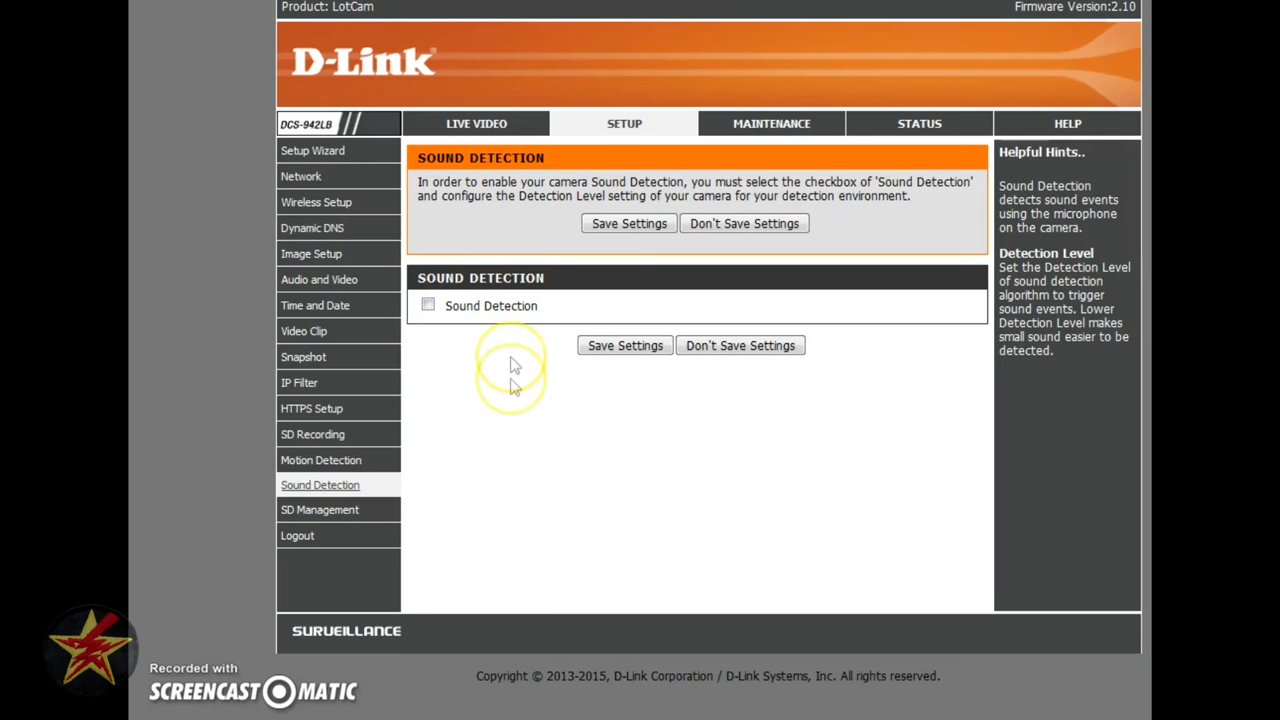 Product: LotCam
Firmware Version:2.10
D-Link
DCS-942LB
LIVE VIDEO
SETUP
MAINTENANCE
STATUS
HELP
Setup Wizard
Network
Wireless Setup
Dynamic DNS
Image Setup
Audio and Video
Time and Date
Video Clip
Snapshot
IP Filter
HTTPS Setup
SD Recording
Motion Detection
Sound Detection
SD Management
Logout
SOUND DETECTION
In order to enable your camera Sound Detection, you must select the checkbox of 'Sound Detection'
and configure the Detection Level setting of your camera for your detection environment.
Save Settings
Don't Save Settings
SOUND DETECTION
Sound Detection
Save Settings
Don't Save Settings
Helpful Hints..
Sound Detection
detects sound events
using the microphone
on the camera.
Detection Level
Set the Detection Level
of sound detection
algorithm to trigger
sound events. Lower
Detection Level makes
small sound easier to be
detected.
SURVEILLANCE
Copyright © 2013-2015, D-Link Corporation / D-Link Systems, Inc. All rights reserved.
Recorded with
SCREENCAST MATIC